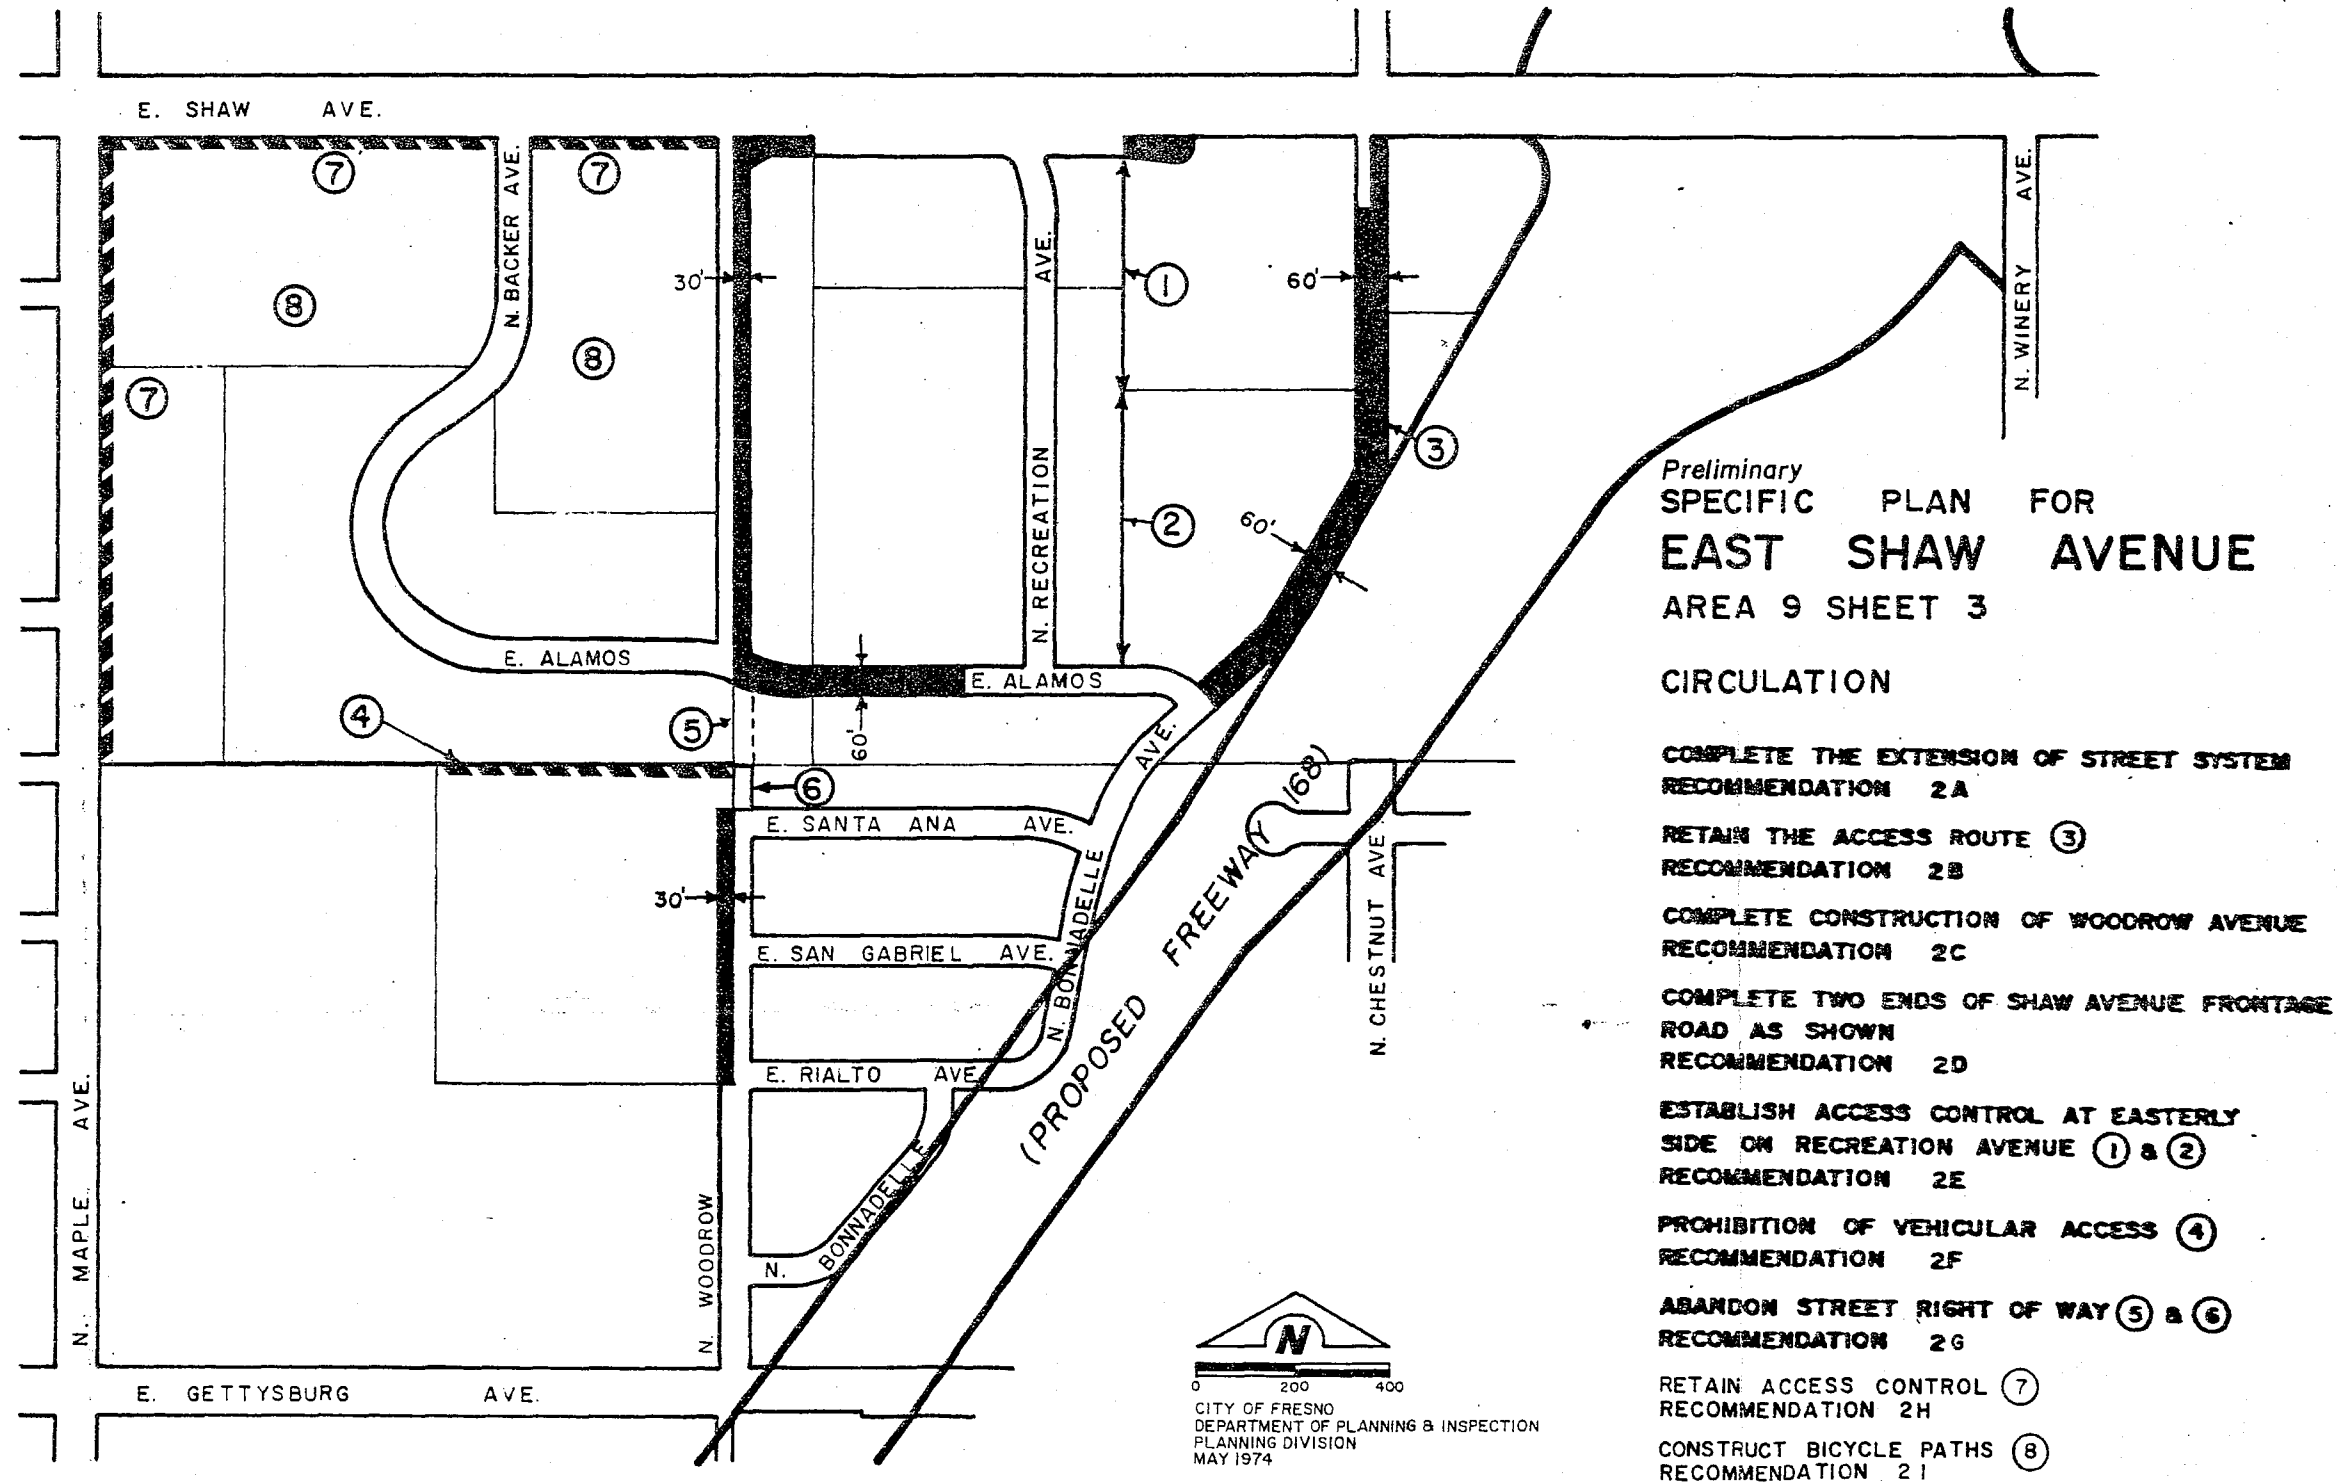 E. SHAW AVE.
7
7
N. BACKER AVE.
8
8
7
30'
AVE.
N. RECREATION
1
60'
2
3
60'
N. WINERY AVE.
E. ALAMOS
E. ALAMOS
4
5
60'
6
AVE.
E. SANTA ANA AVE.
30'
N. BONNADELLE
E. SAN GABRIEL AVE.
N. BONNADELLE
E. RIALTO AVE
N. BONNADELLE
(PROPOSED FREEWAY 168)
N. CHESTNUT AVE.
N. MAPLE AVE.
N. WOODROW
E. GETTYSBURG AVE.
N
0 200 400
CITY OF FRESNO
DEPARTMENT OF PLANNING & INSPECTION
PLANNING DIVISION
MAY 1974
Preliminary
SPECIFIC PLAN FOR
EAST SHAW AVENUE
AREA 9 SHEET 3
CIRCULATION
COMPLETE THE EXTENSION OF STREET SYSTEM
RECOMMENDATION 2A
RETAIN THE ACCESS ROUTE 3
RECOMMENDATION 2B
COMPLETE CONSTRUCTION OF WOODROW AVENUE
RECOMMENDATION 2C
COMPLETE TWO ENDS OF SHAW AVENUE FRONTAGE
ROAD AS SHOWN
RECOMMENDATION 2D
ESTABLISH ACCESS CONTROL AT EASTERLY
SIDE ON RECREATION AVENUE 1 & 2
RECOMMENDATION 2E
PROHIBITION OF VEHICULAR ACCESS 4
RECOMMENDATION 2F
ABANDON STREET RIGHT OF WAY 5 & 6
RECOMMENDATION 2G
RETAIN ACCESS CONTROL 7
RECOMMENDATION 2H
CONSTRUCT BICYCLE PATHS 8
RECOMMENDATION 2I